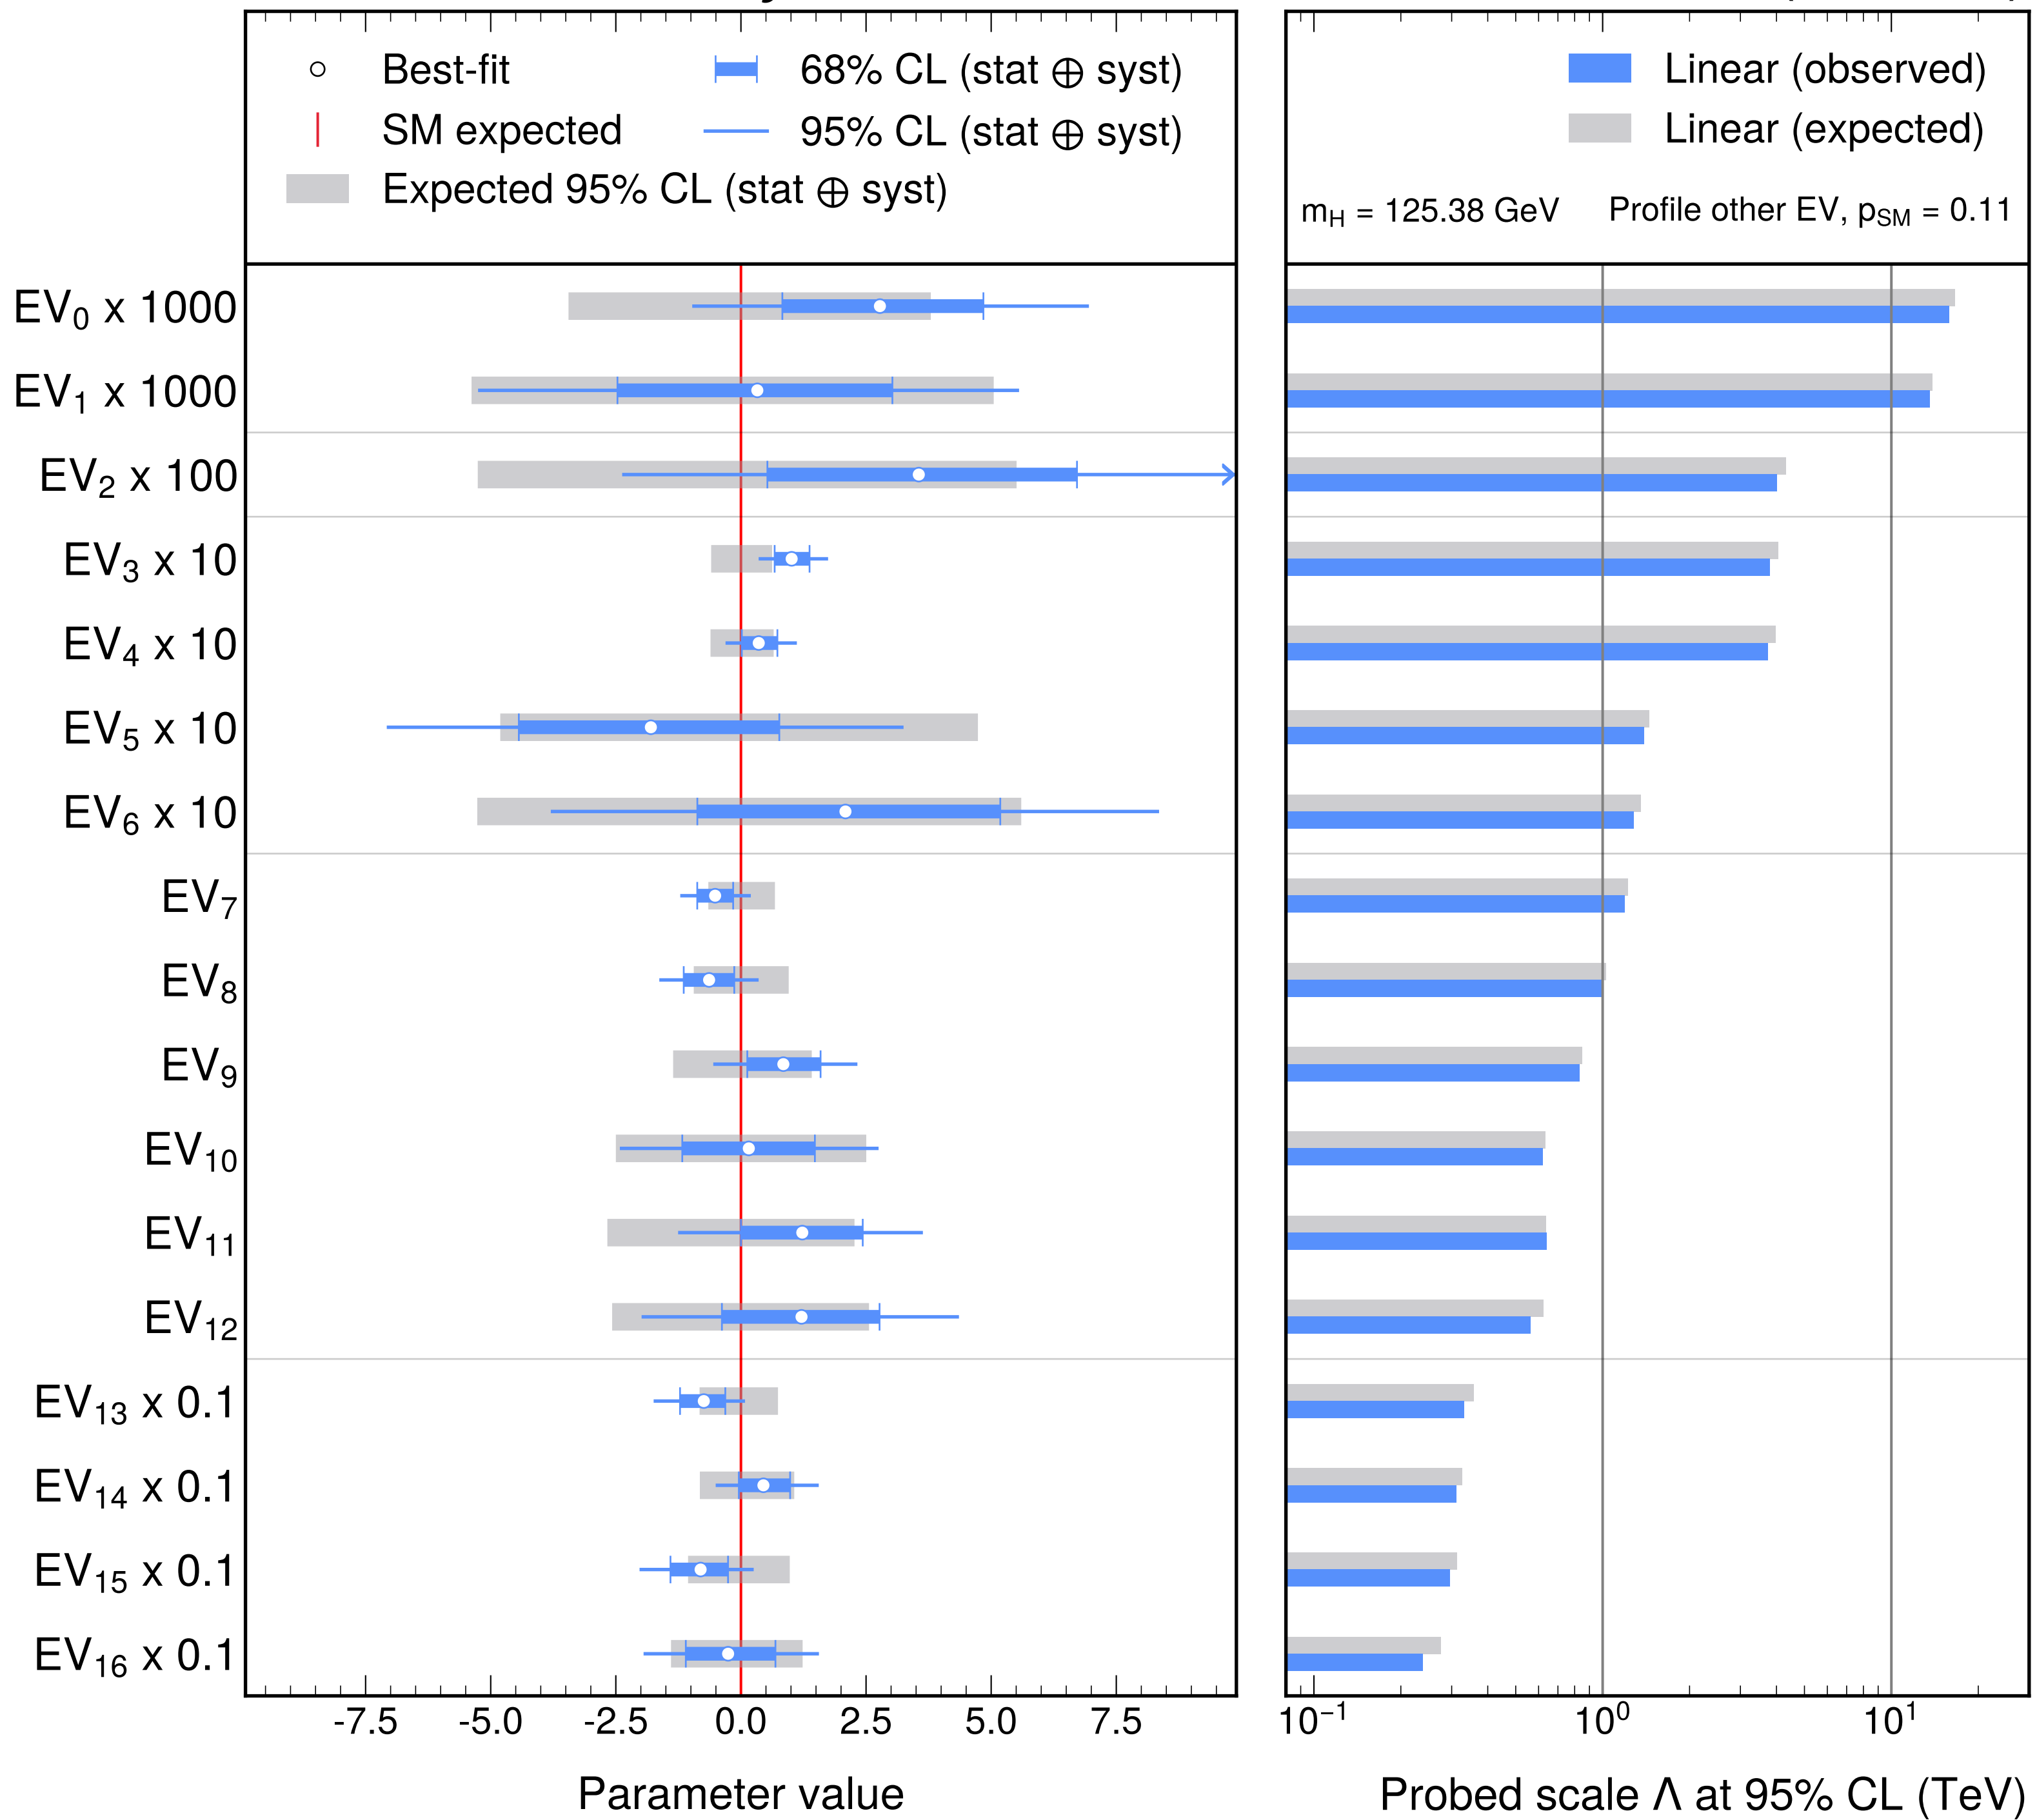 Best-fit
68% CL (stat ⊕ syst)
SM expected
95% CL (stat ⊕ syst)
Expected 95% CL (stat ⊕ syst)
Linear (observed)
Linear (expected)
m_H = 125.38 GeV Profile other EV, p_SM = 0.11
EV₀ x 1000
EV₁ x 1000
EV₂ x 100
EV₃ x 10
EV₄ x 10
EV₅ x 10
EV₆ x 10
EV₇
EV₈
EV₉
EV₁₀
EV₁₁
EV₁₂
EV₁₃ x 0.1
EV₁₄ x 0.1
EV₁₅ x 0.1
EV₁₆ x 0.1
-7.5 -5.0 -2.5 0.0 2.5 5.0 7.5
10⁻¹ 10⁰ 10¹
Parameter value
Probed scale Λ at 95% CL (TeV)